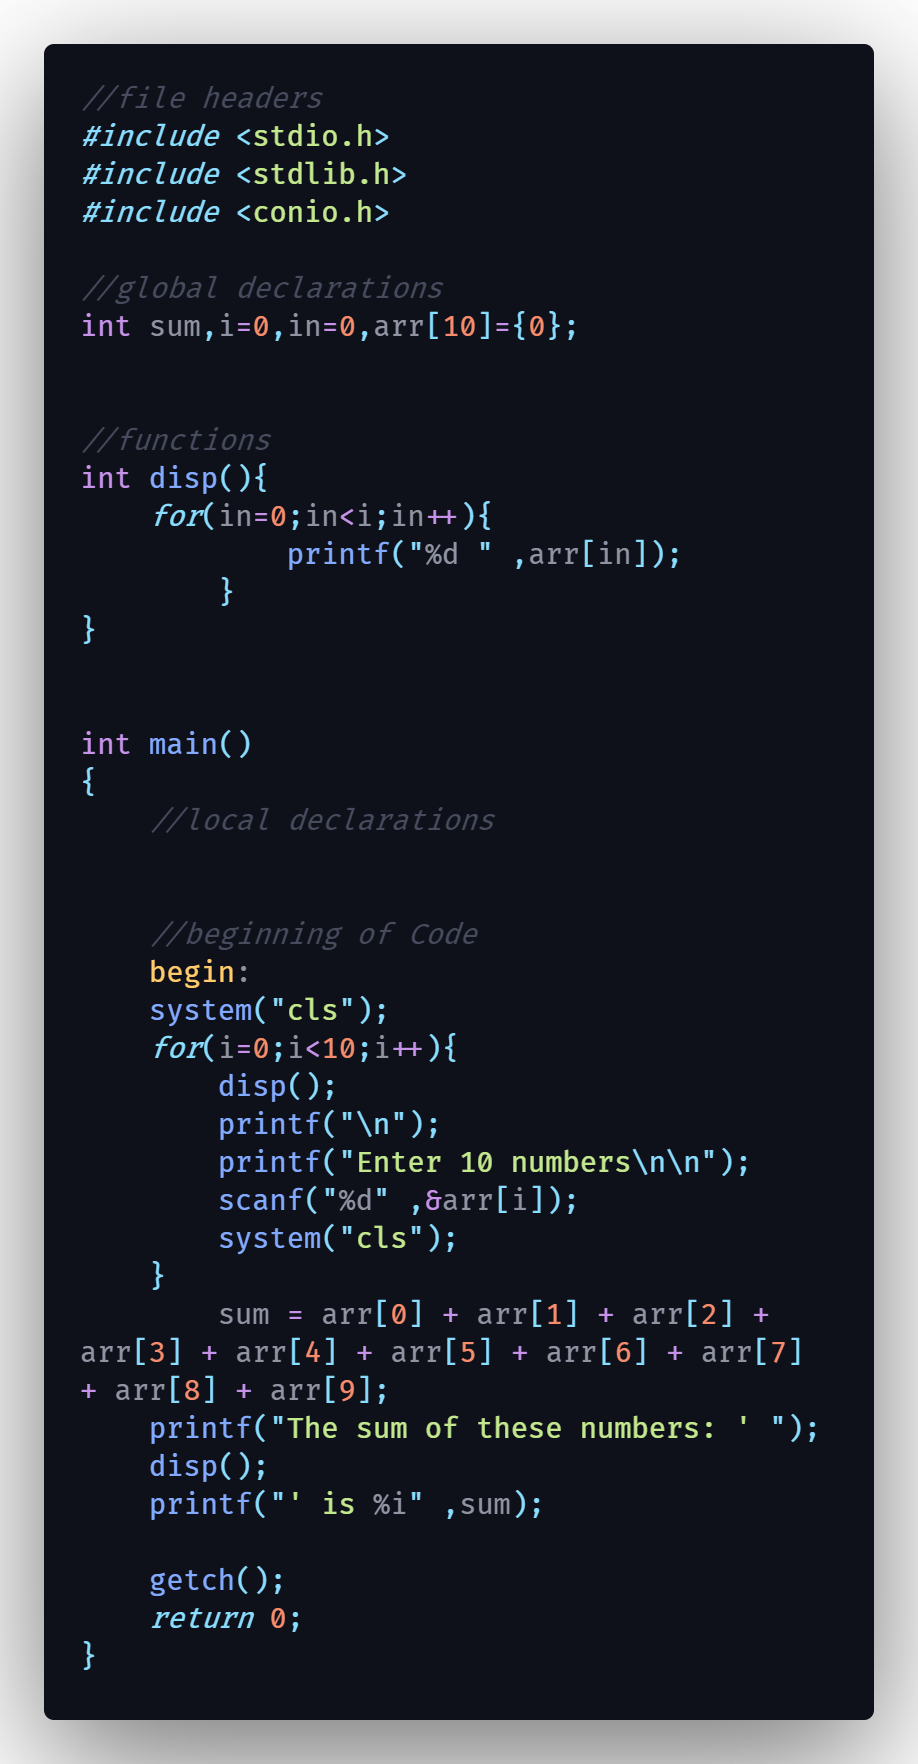 //file headers
#include <stdio.h>
#include <stdlib.h>
#include <conio.h>

//global declarations
int sum,i=0,in=0,arr[10]={0};

//functions
int disp(){
    for(in=0;in<i;in++){
            printf("%d " ,arr[in]);
        }
}

int main()
{
    //local declarations

    //beginning of Code
    begin:
    system("cls");
    for(i=0;i<10;i++){
        disp();
        printf("\n");
        printf("Enter 10 numbers\n\n");
        scanf("%d" ,&arr[i]);
        system("cls");
    }
        sum = arr[0] + arr[1] + arr[2] +
arr[3] + arr[4] + arr[5] + arr[6] + arr[7]
+ arr[8] + arr[9];
    printf("The sum of these numbers: ' ");
    disp();
    printf("' is %i" ,sum);

    getch();
    return 0;
}